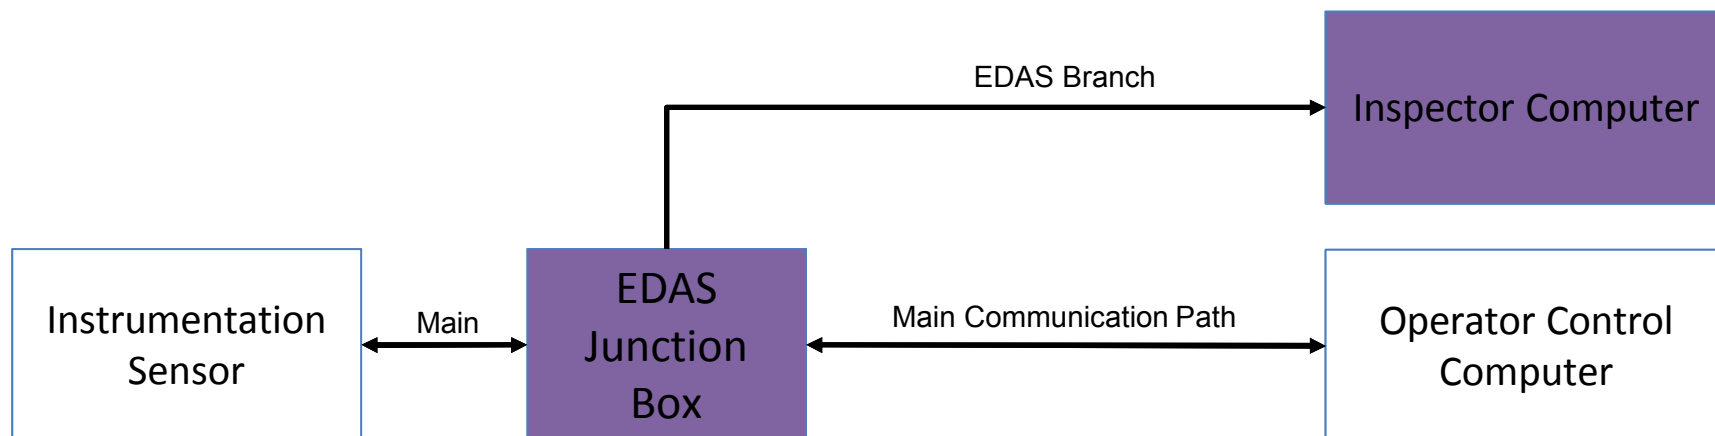 EDAS Branch
Inspector Computer
Instrumentation
Sensor
Main
EDAS
Junction
Box
Main Communication Path
Operator Control
Computer